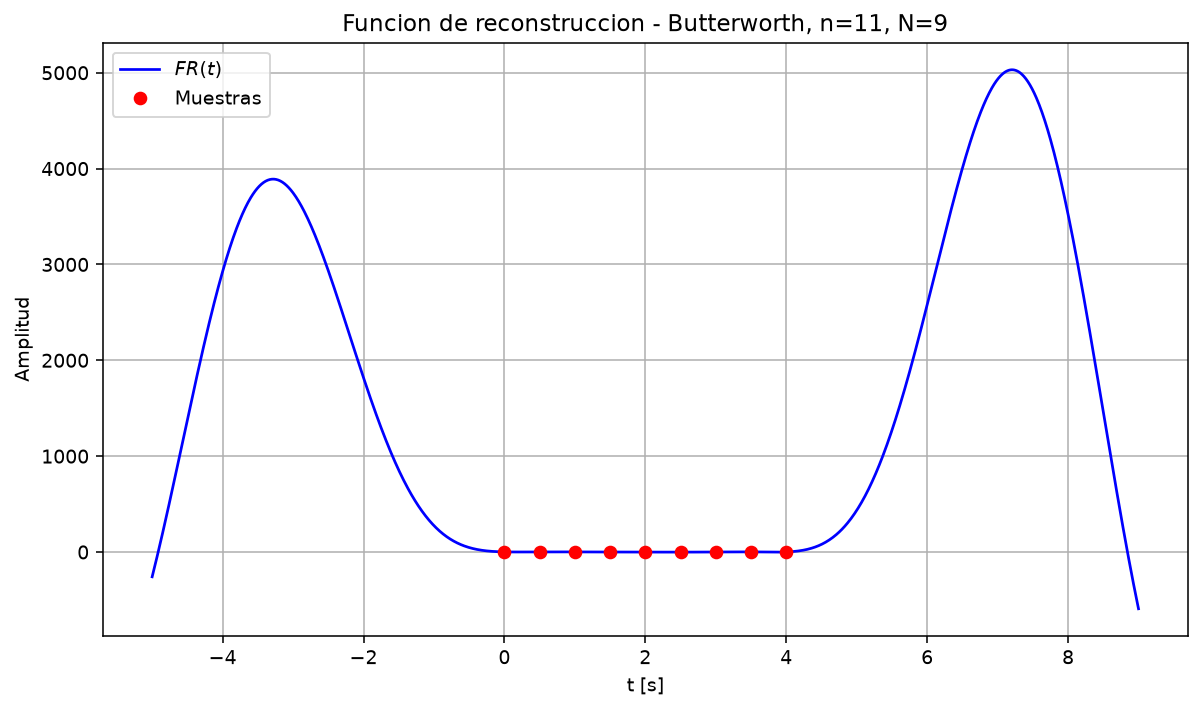 Funcion de reconstruccion - Butterworth, n=11, N=9
FR(t)
Muestras
Amplitud
5000
4000
3000
2000
1000
0
−4
−2
0
2
4
6
8
t [s]